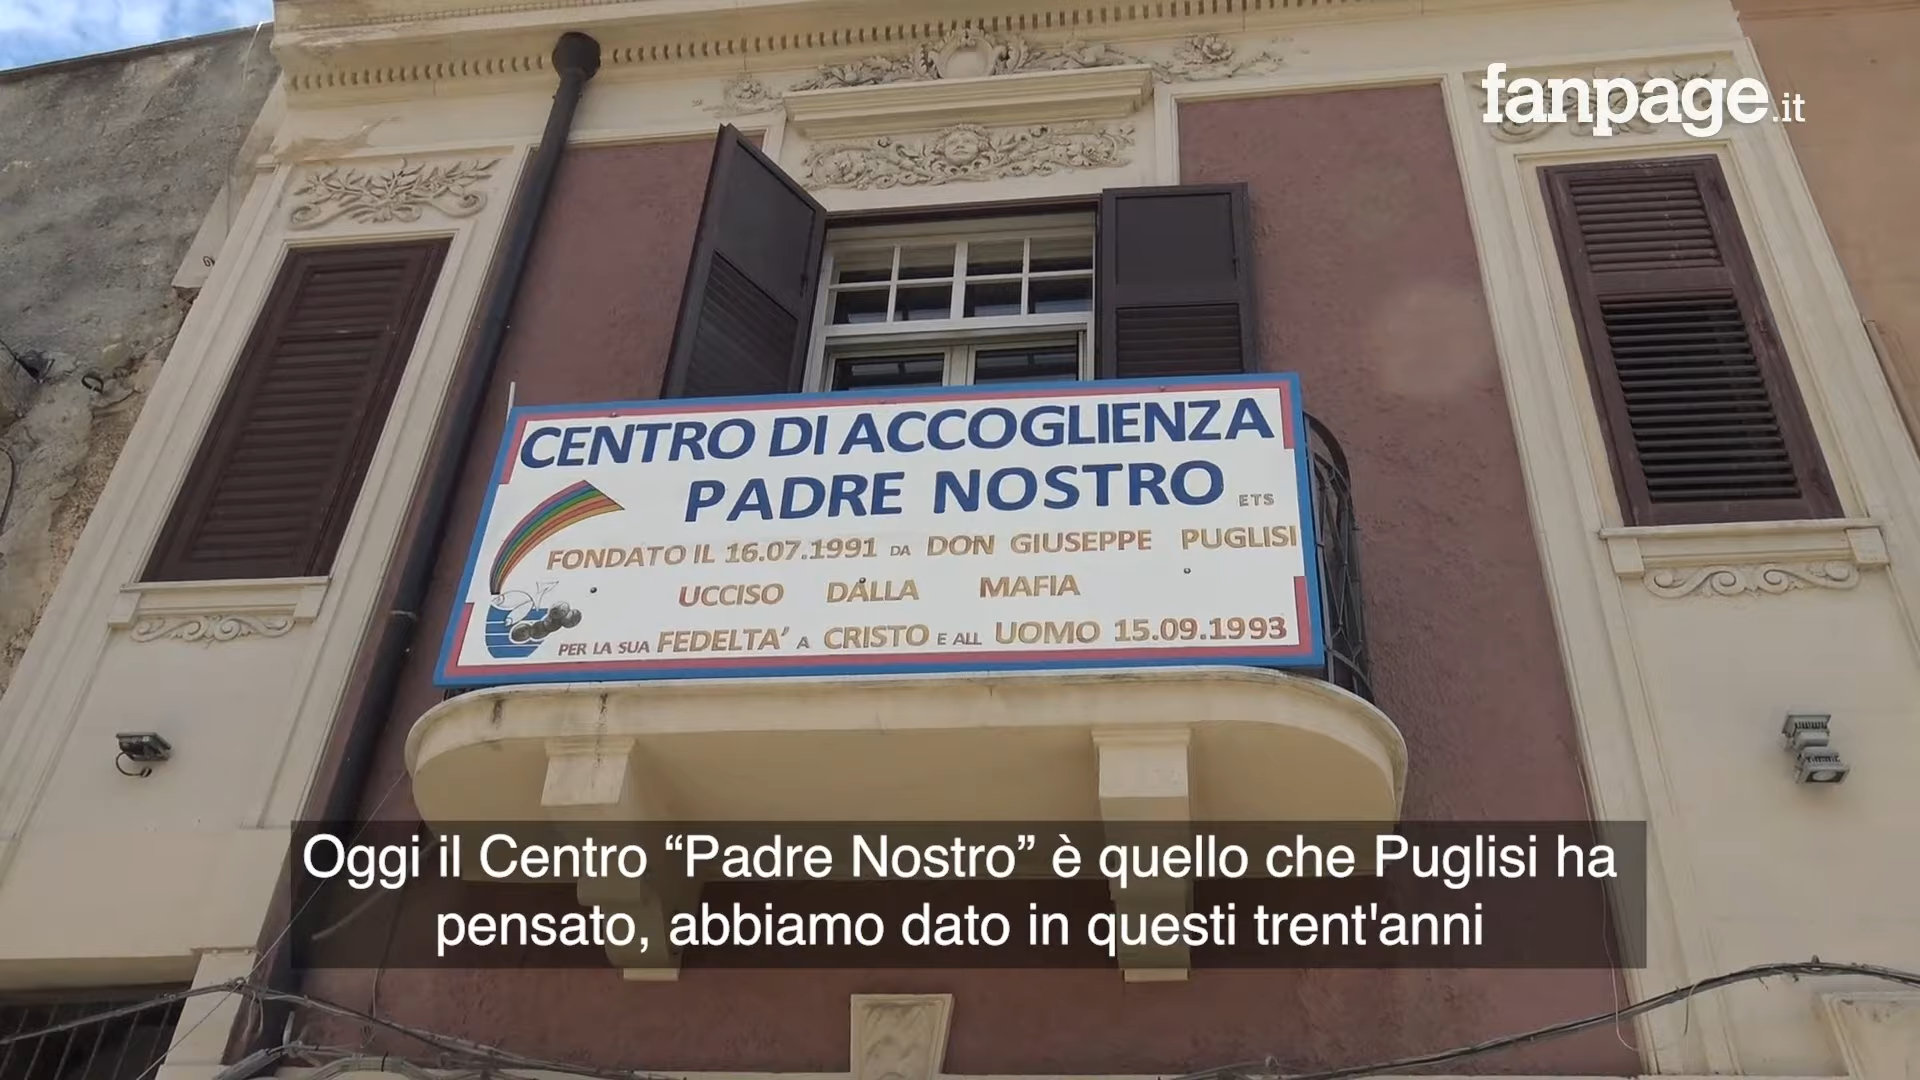 fanpage.it
CENTRO DI ACCOGLIENZA
PADRE NOSTRO ETS
FONDATO IL 16.07.1991 DA DON GIUSEPPE PUGLISI
UCCISO DALLA MAFIA
PER LA SUA FEDELTA' A CRISTO E ALL UOMO 15.09.1993
Oggi il Centro “Padre Nostro” è quello che Puglisi ha
pensato, abbiamo dato in questi trent'anni